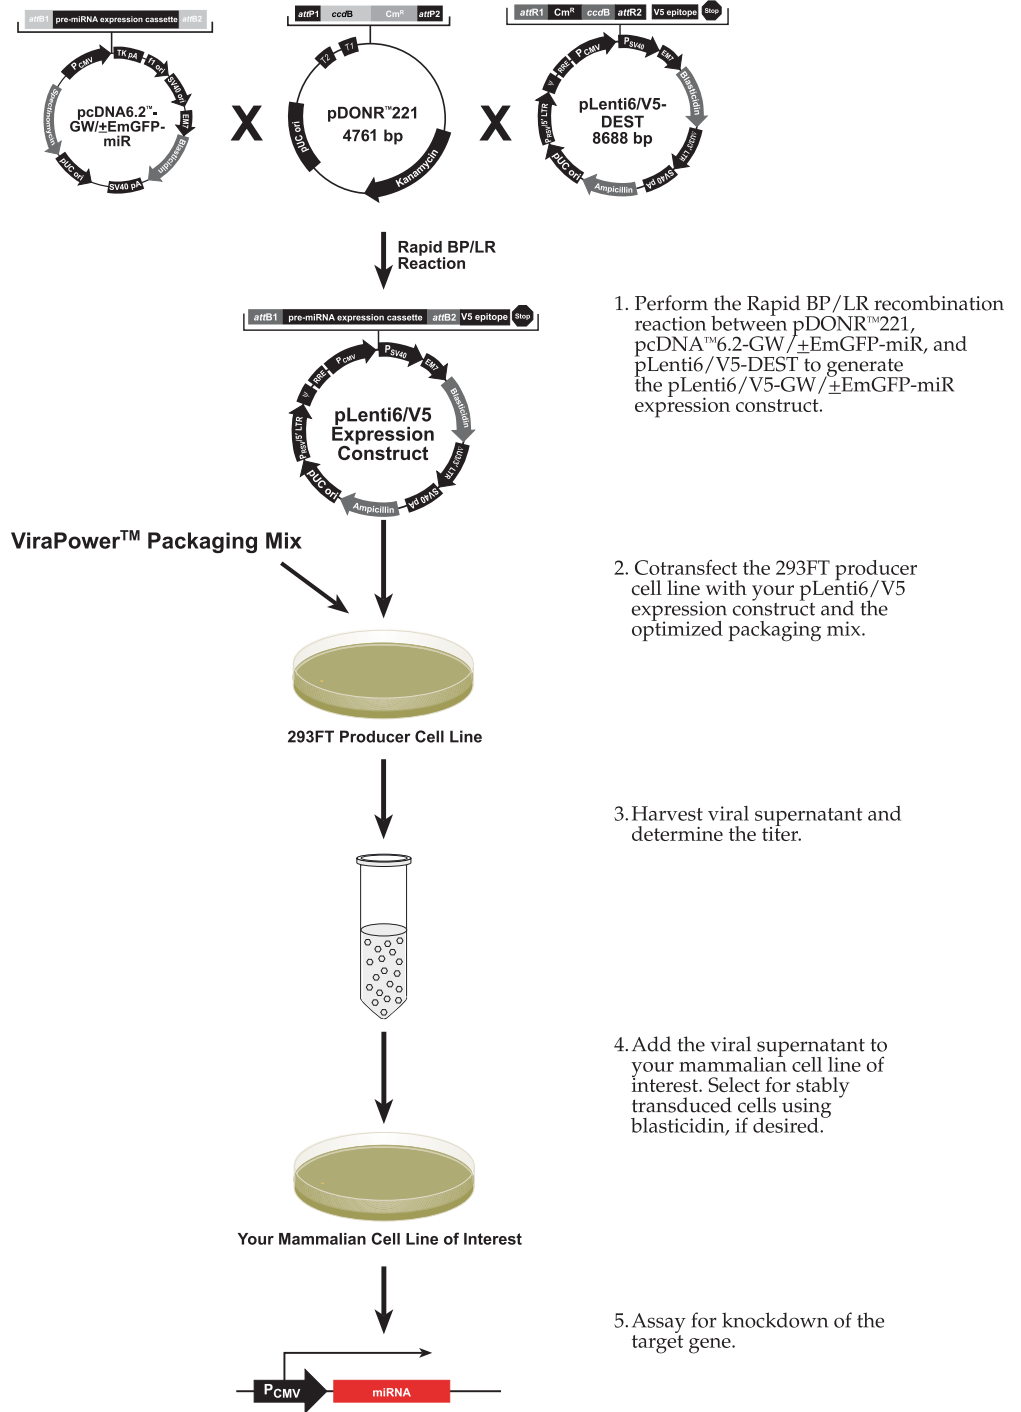 attB1 pre-miRNA expression cassette attB2
PCMV
TK pA
f1 ori
SV40 ori
EM7
Blasticidin
SV40 pA
pUC ori
Spectinomycin
pcDNA6.2™-
GW/±EmGFP-
miR
X
attP1 ccdB CmR attP2
T2
T1
pUC ori
Kanamycin
pDONR™221
4761 bp
X
attR1 CmR ccdB attR2 V5 epitope Stop
PRSV/5' LTR
Ψ
RRE
PCMV
PSV40
EM7
Blasticidin
ΔU3/3' LTR
SV40 pA
Ampicillin
pUC ori
pLenti6/V5-
DEST
8688 bp
Rapid BP/LR
Reaction
attB1 pre-miRNA expression cassette attB2 V5 epitope Stop
PRSV/5' LTR
Ψ
RRE
PCMV
PSV40
EM7
Blasticidin
ΔU3/3' LTR
SV40 pA
Ampicillin
pUC ori
pLenti6/V5
Expression
Construct
1. Perform the Rapid BP/LR recombination
reaction between pDONR™221,
pcDNA™6.2-GW/±EmGFP-miR, and
pLenti6/V5-DEST to generate
the pLenti6/V5-GW/±EmGFP-miR
expression construct.
ViraPower™ Packaging Mix
2. Cotransfect the 293FT producer
cell line with your pLenti6/V5
expression construct and the
optimized packaging mix.
293FT Producer Cell Line
3. Harvest viral supernatant and
determine the titer.
4. Add the viral supernatant to
your mammalian cell line of
interest. Select for stably
transduced cells using
blasticidin, if desired.
Your Mammalian Cell Line of Interest
5. Assay for knockdown of the
target gene.
PCMV
miRNA